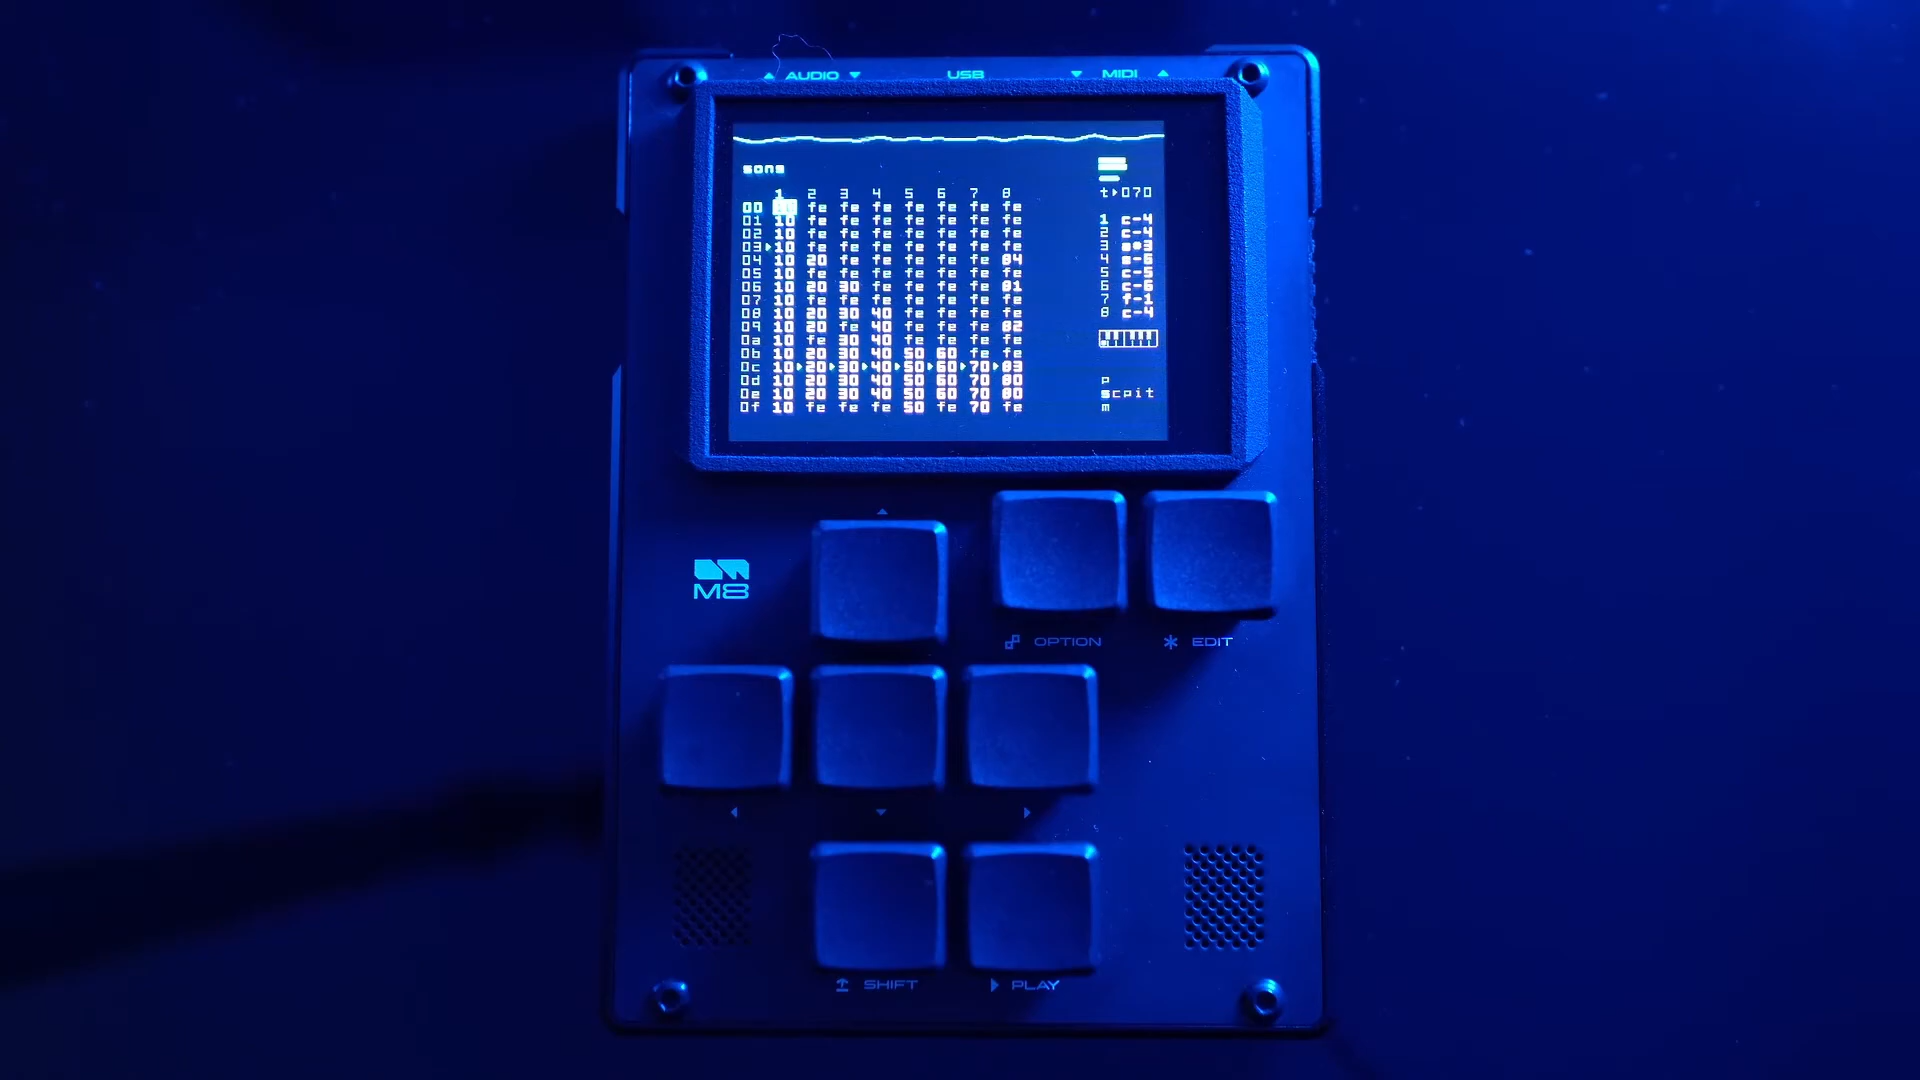 AUDIO USB MIDI
song
t 070
1 2 3 4 5 6 7 8
00 fe fe fe fe fe fe fe
01 10 fe fe fe fe fe fe fe
02 10 fe fe fe fe fe fe fe
03 10 fe fe fe fe fe fe fe
04 10 20 fe fe fe fe fe 84
05 10 fe fe fe fe fe fe fe
06 10 20 30 fe fe fe fe 81
07 10 fe fe fe fe fe fe fe
08 10 20 30 40 fe fe fe fe
09 10 20 fe 40 fe fe fe 82
0a 10 fe 30 40 fe fe fe fe
0b 10 20 30 40 50 60 fe fe
0c 10 20 30 40 50 60 70 83
0d 10 20 30 40 50 60 70 80
0e 10 20 30 40 50 60 70 80
0f 10 fe fe fe 50 fe 70 fe
1 c-4
2 c-4
3
4
5 c-5
6 c-6
7 f-1
8 c-4
p
scpit
m
M8
OPTION EDIT
SHIFT PLAY